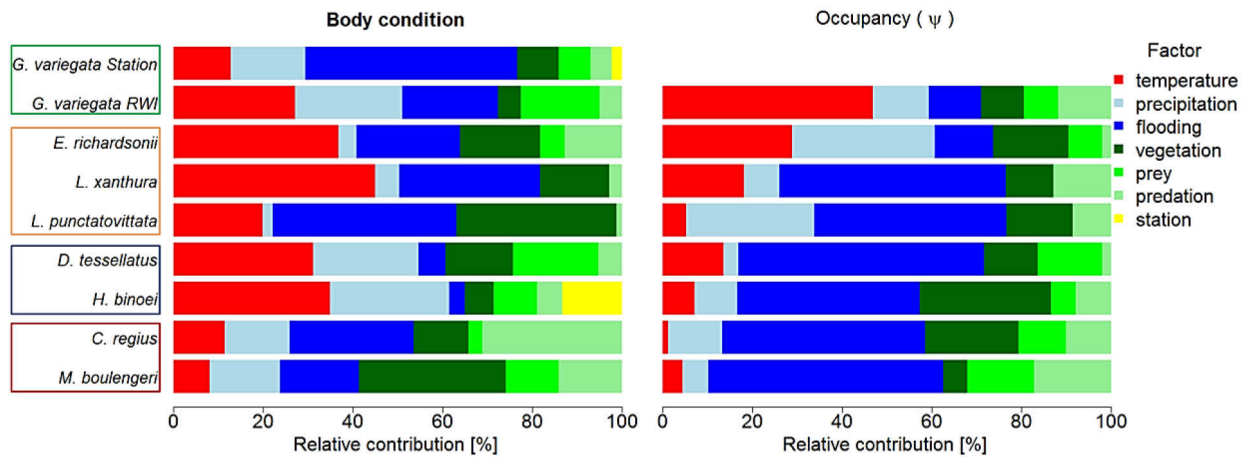 Body condition
Occupancy ( ψ )
G. variegata Station
G. variegata RWI
E. richardsonii
L. xanthura
L. punctatovittata
D. tessellatus
H. binoei
C. regius
M. boulengeri
Factor
temperature
precipitation
flooding
vegetation
prey
predation
station
0 20 40 60 80 100
Relative contribution [%]
0 20 40 60 80 100
Relative contribution [%]